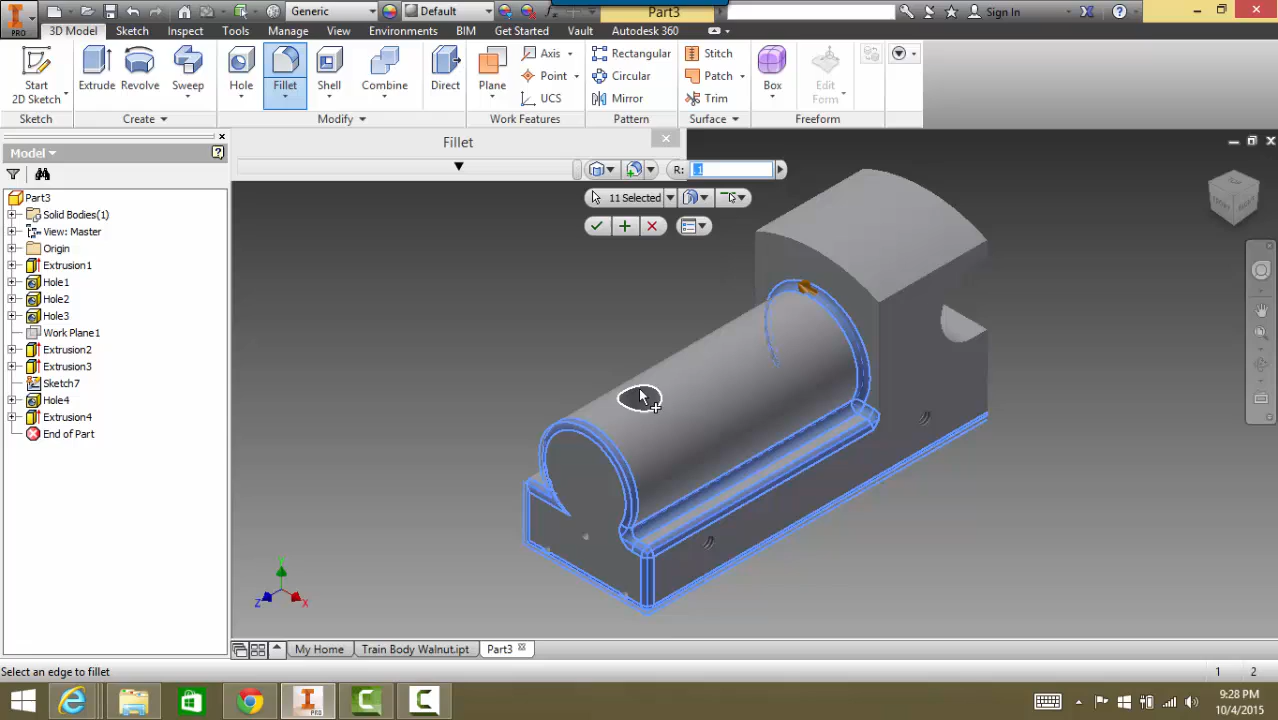 Generic
Default
Part3
Sign In
PRO
3D Model
Sketch
Inspect
Tools
Manage
View
Environments
BIM
Get Started
Vault
Autodesk 360
Start
2D Sketch
Extrude
Revolve
Sweep
Hole
Fillet
Shell
Combine
Direct
Plane
Axis
Point
UCS
Rectangular
Circular
Mirror
Stitch
Patch
Trim
Box
Edit
Form
Sketch
Create
Modify
Work Features
Pattern
Surface
Freeform
Fillet
Model
R: .1
11 Selected
Part3
Solid Bodies(1)
View: Master
Origin
Extrusion1
Hole1
Hole2
Hole3
Work Plane1
Extrusion2
Extrusion3
Sketch7
Hole4
Extrusion4
End of Part
Z
X
My Home
Train Body Walnut.ipt
Part3
Select an edge to fillet
1
2
9:28 PM
10/4/2015